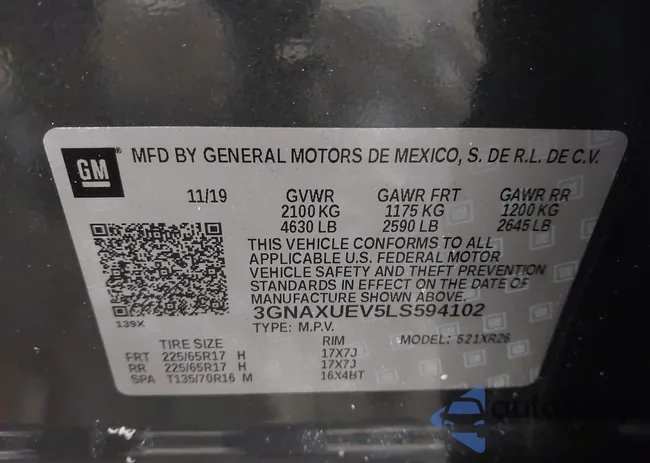 GM
MFD BY GENERAL MOTORS DE MEXICO, S. DE R.L. DE C.V.
11/19 GVWR GAWR FRT GAWR RR
2100 KG 1175 KG 1200 KG
4630 LB 2590 LB 2645 LB
THIS VEHICLE CONFORMS TO ALL
APPLICABLE U.S. FEDERAL MOTOR
VEHICLE SAFETY AND THEFT PREVENTION
STANDARDS IN EFFECT ON THE DATE OF
MANUFACTURE SHOWN ABOVE.
3GNAXUEV5LS594102
139X
TYPE: M.P.V. MODEL: 521XR26
TIRE SIZE RIM
FRT 225/65R17 H 17X7J
RR 225/65R17 H 17X7J
SPA T135/70R16 M 16X4BT